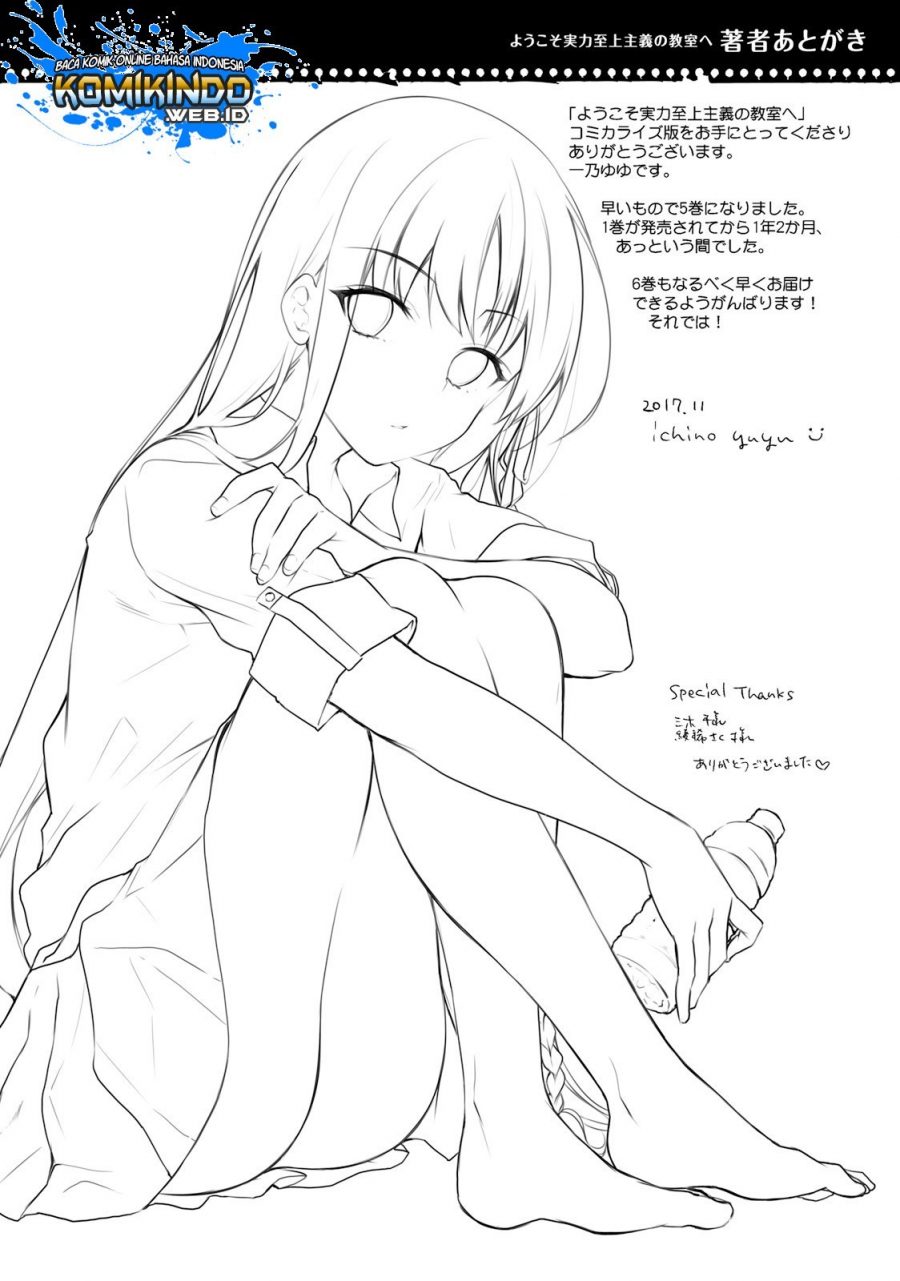 ようこそ実力至上主義の教室へ 著者あとがき
BACA KOMIK ONLINE BAHASA INDONESIA
KOMIKINDO
WEB.ID
「ようこそ実力至上主義の教室へ」
コミカライズ版をお手にとってくださり
ありがとうございます。
一乃ゆゆです。
早いもので5巻になりました。
1巻が発売されてから1年2か月、
あっという間でした。
6巻もなるべく早くお届け
できるようがんばります！
それでは！
2017.11
ichino yuyu
Special Thanks
三木 様
綾稀さく 様
ありがとうございました♡